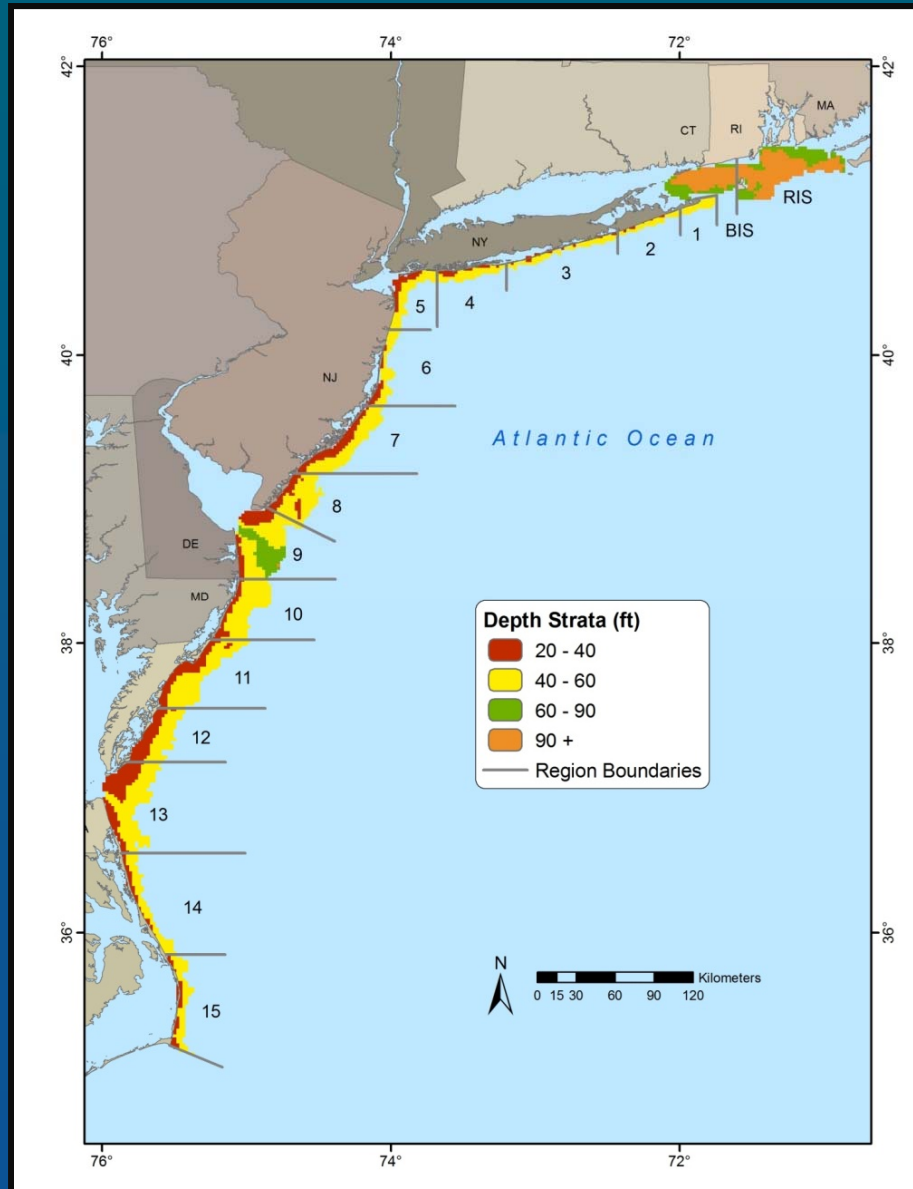 76° 74° 72°
42° 42°
MA
CT RI
RIS
NY
BIS
1
2
3
4
5
40° 40°
6
NJ
Atlantic Ocean
7
8
DE
9
MD
10
Depth Strata (ft)
20 - 40
40 - 60
60 - 90
90 +
Region Boundaries
38° 38°
11
12
13
14
36° 36°
N
Kilometers
0 15 30 60 90 120
15
76° 74° 72°